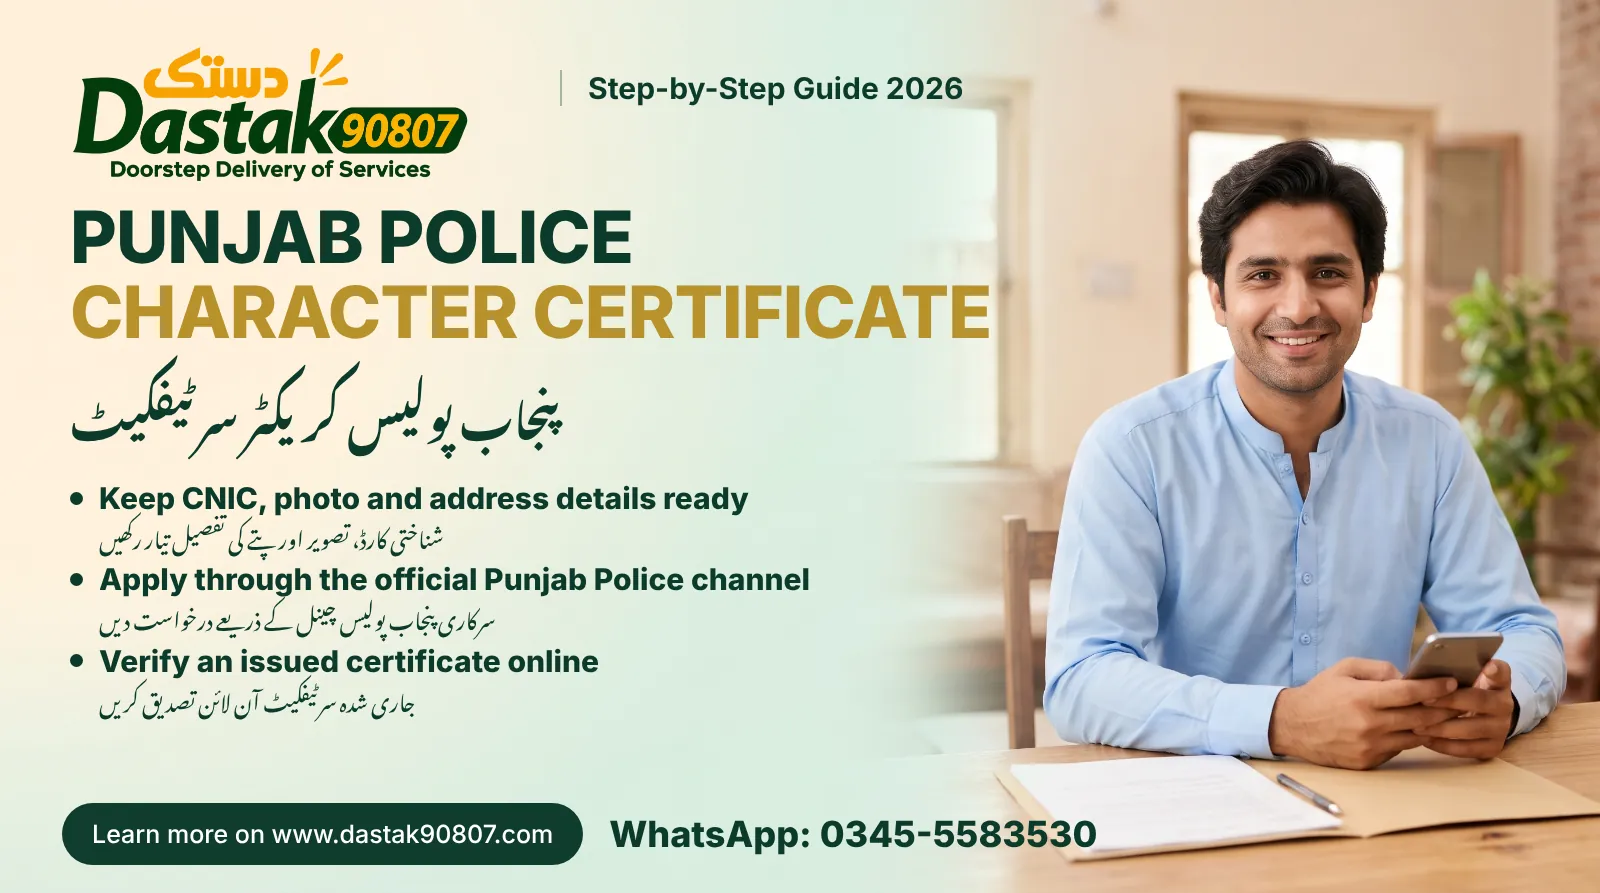 دستک
Dastak 90807
Doorstep Delivery of Services
Step-by-Step Guide 2026
PUNJAB POLICE
CHARACTER CERTIFICATE
پنجاب پولیس کریکٹر سرٹیفکیٹ
• Keep CNIC, photo and address details ready
شناختی کارڈ، تصویر اور پتے کی تفصیل تیار رکھیں
• Apply through the official Punjab Police channel
سرکاری پنجاب پولیس چینل کے ذریعے درخواست دیں
• Verify an issued certificate online
جاری شدہ سرٹیفکیٹ آن لائن تصدیق کریں
Learn more on www.dastak90807.com
WhatsApp: 0345-5583530